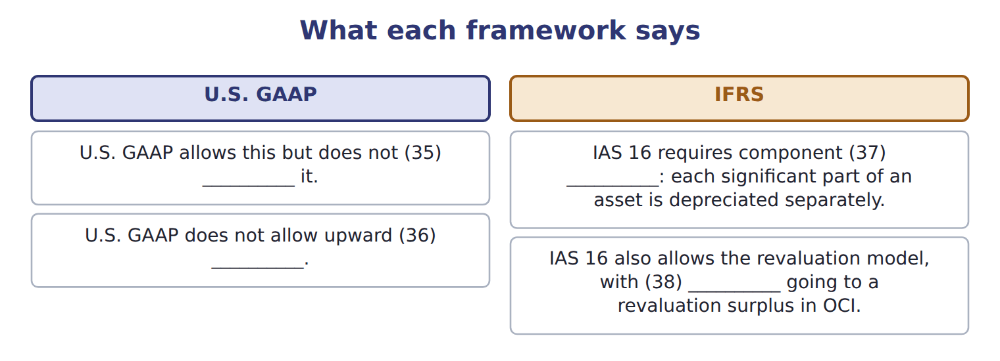 What each framework says
U.S. GAAP
U.S. GAAP allows this but does not (35)
__________ it.
U.S. GAAP does not allow upward (36)
__________.
IFRS
IAS 16 requires component (37)
__________: each significant part of an
asset is depreciated separately.
IAS 16 also allows the revaluation model,
with (38) __________ going to a
revaluation surplus in OCI.